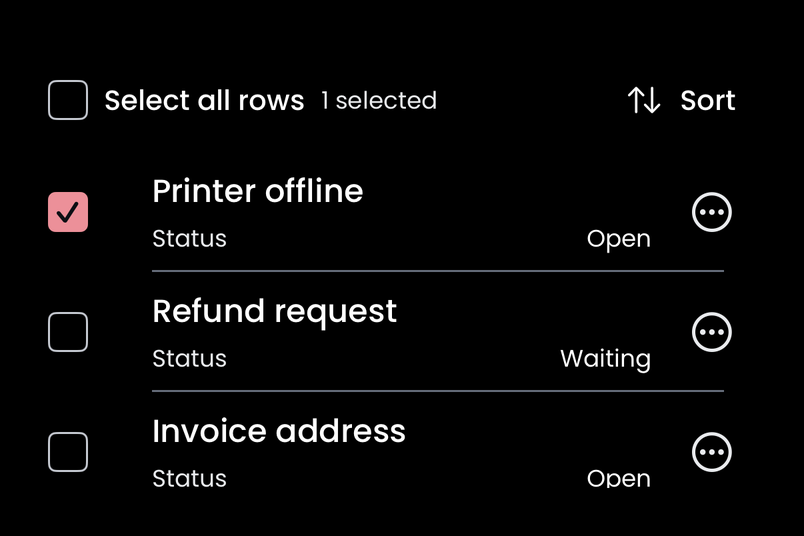 Select all rows 1 selected Sort
Printer offline
Status Open
Refund request
Status Waiting
Invoice address
Status Open